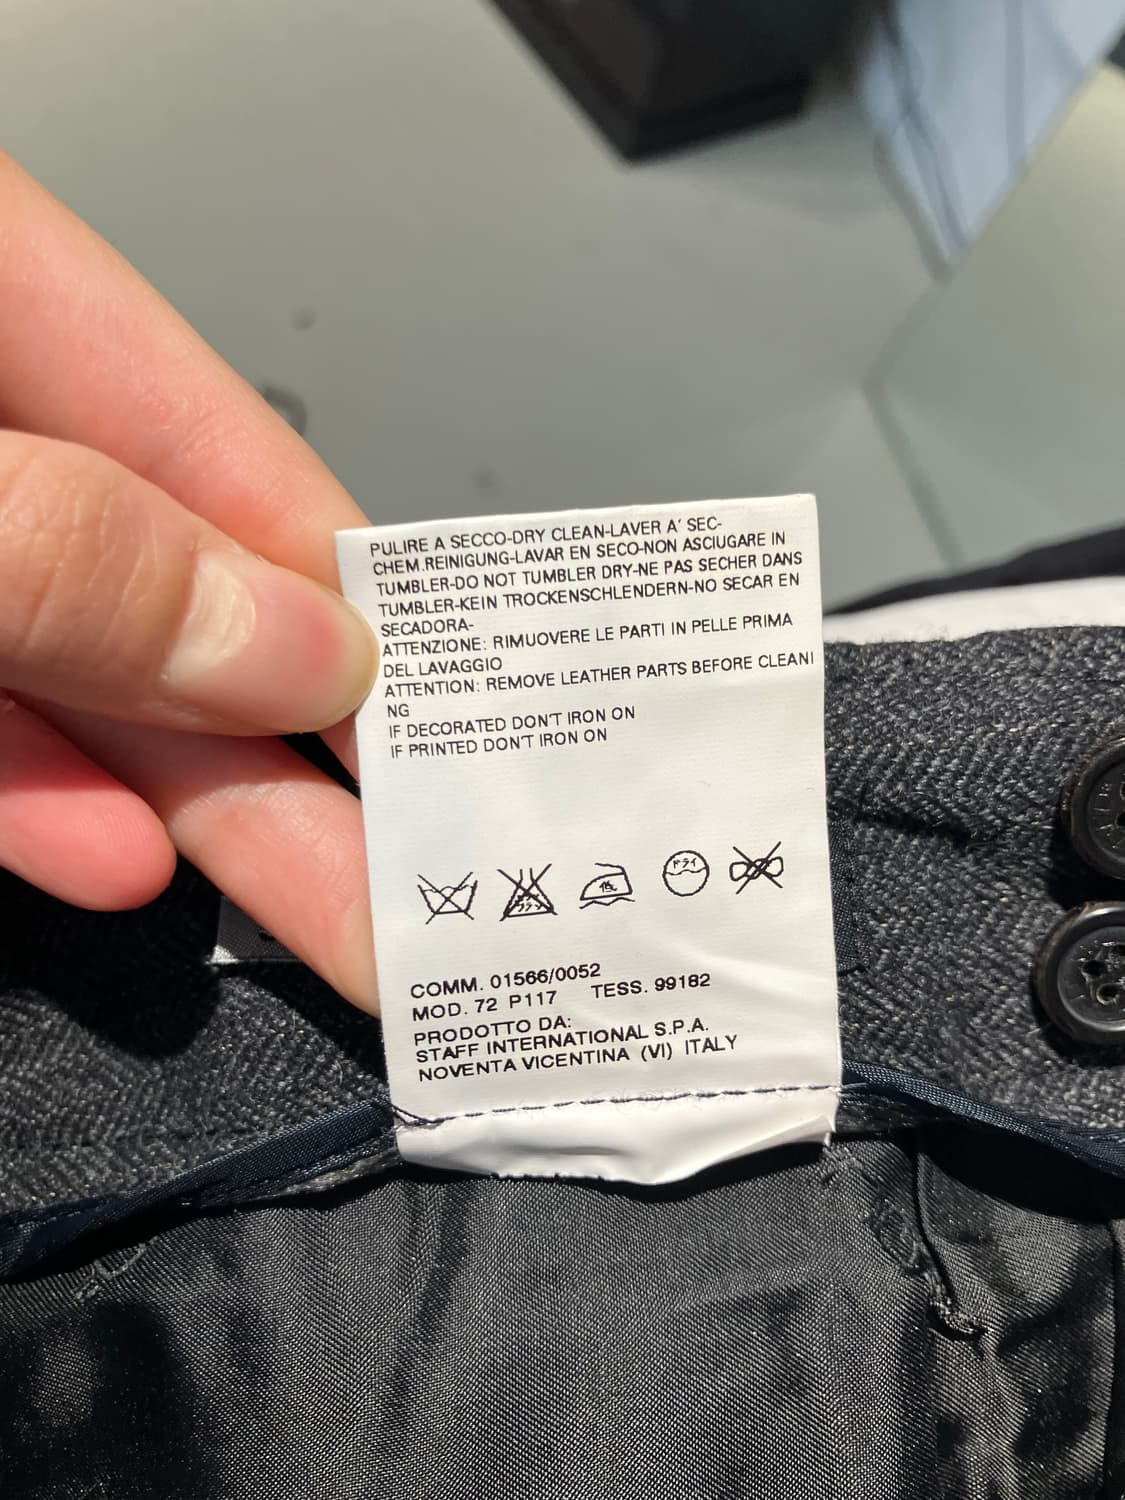 PULIRE A SECCO-DRY CLEAN-LAVER A' SEC-
CHEM.REINIGUNG-LAVAR EN SECO-NON ASCIUGARE IN
TUMBLER-DO NOT TUMBLER DRY-NE PAS SECHER DANS
TUMBLER-KEIN TROCKENSCHLENDERN-NO SECAR EN
SECADORA-
ATTENZIONE: RIMUOVERE LE PARTI IN PELLE PRIMA
DEL LAVAGGIO
ATTENTION: REMOVE LEATHER PARTS BEFORE CLEANI
NG
IF DECORATED DON'T IRON ON
IF PRINTED DON'T IRON ON
低 ドライ
COMM. 01566/0052
MOD. 72 P117 TESS. 99182
PRODOTTO DA:
STAFF INTERNATIONAL S.P.A.
NOVENTA VICENTINA (VI) ITALY